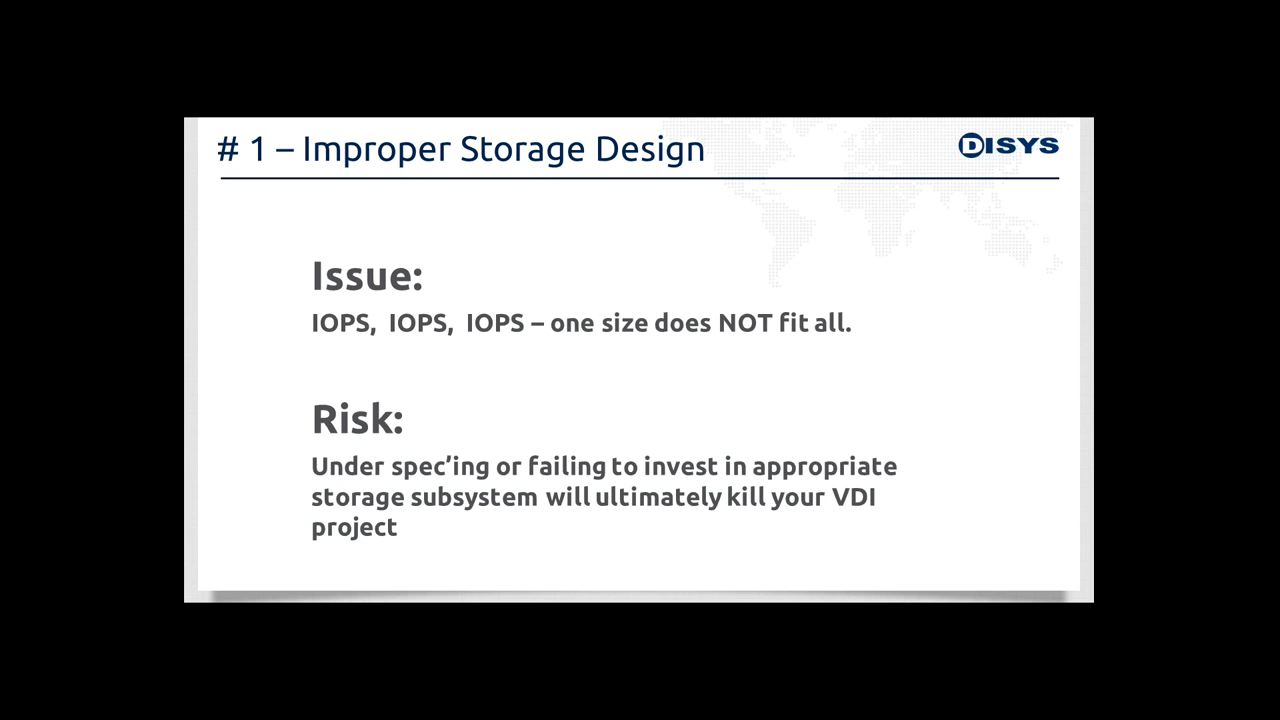 # 1 – Improper Storage Design
DISYS
Issue:
IOPS, IOPS, IOPS – one size does NOT fit all.
Risk:
Under spec’ing or failing to invest in appropriate
storage subsystem will ultimately kill your VDI
project